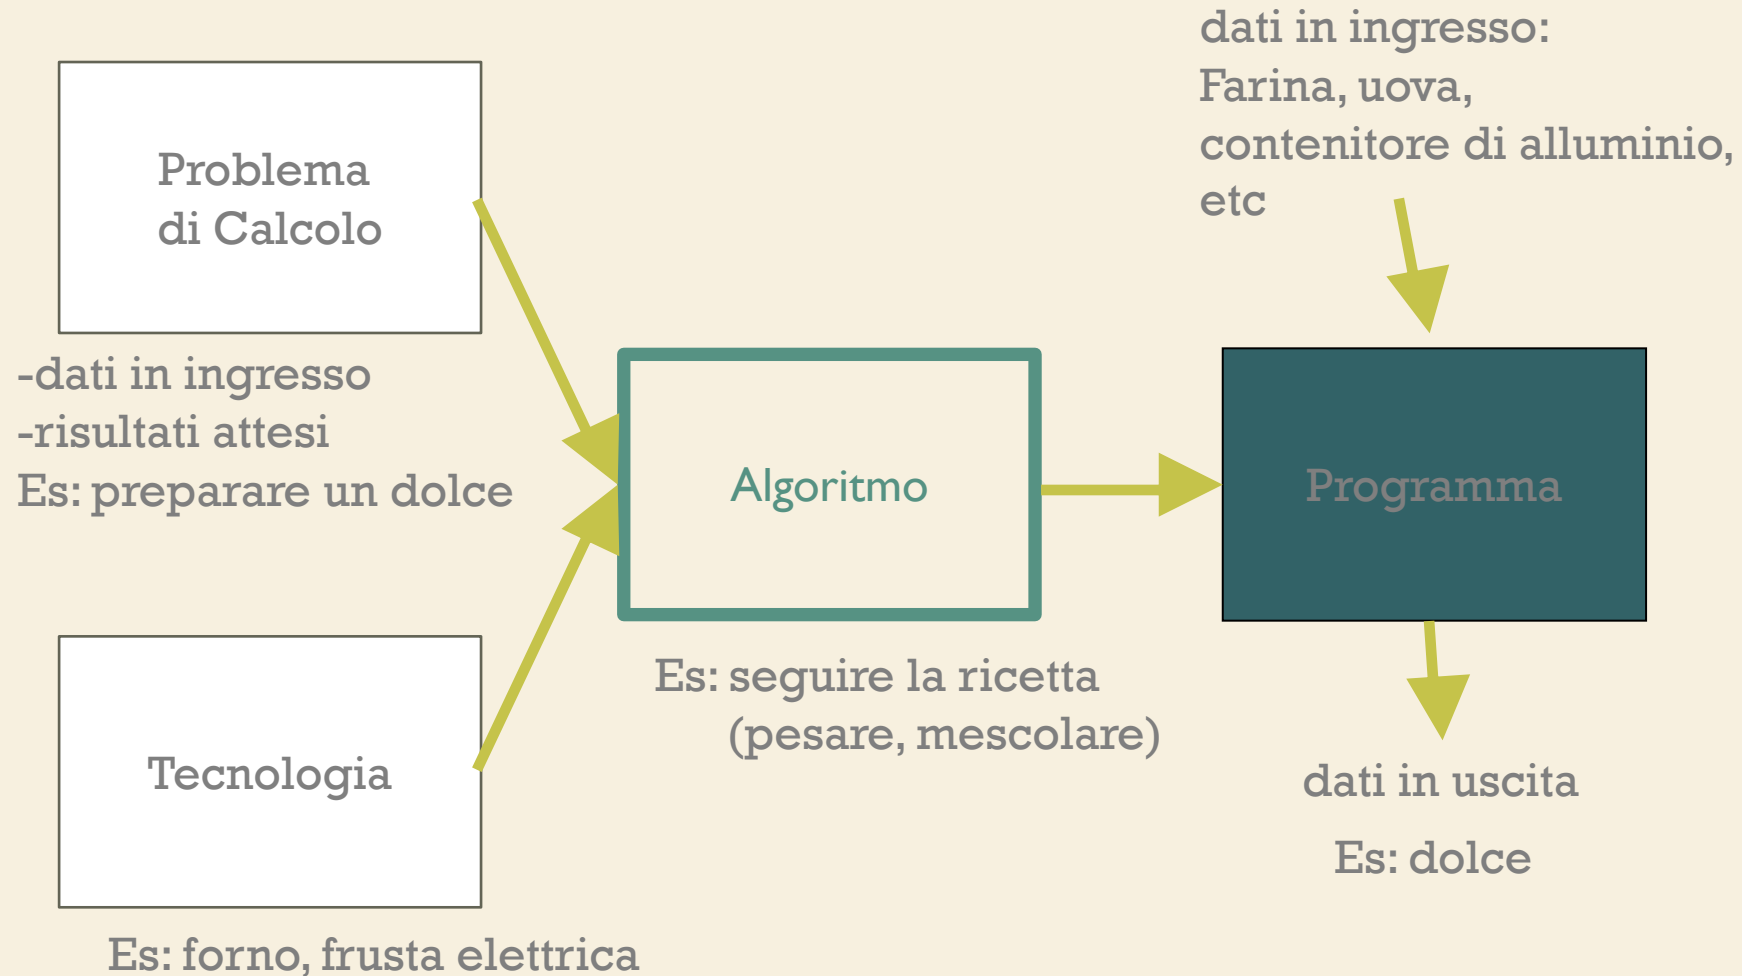 Problema
di Calcolo
-dati in ingresso
-risultati attesi
Es: preparare un dolce
Tecnologia
Es: forno, frusta elettrica
Algoritmo
Es: seguire la ricetta
(pesare, mescolare)
dati in ingresso:
Farina, uova,
contenitore di alluminio,
etc
Programma
dati in uscita
Es: dolce